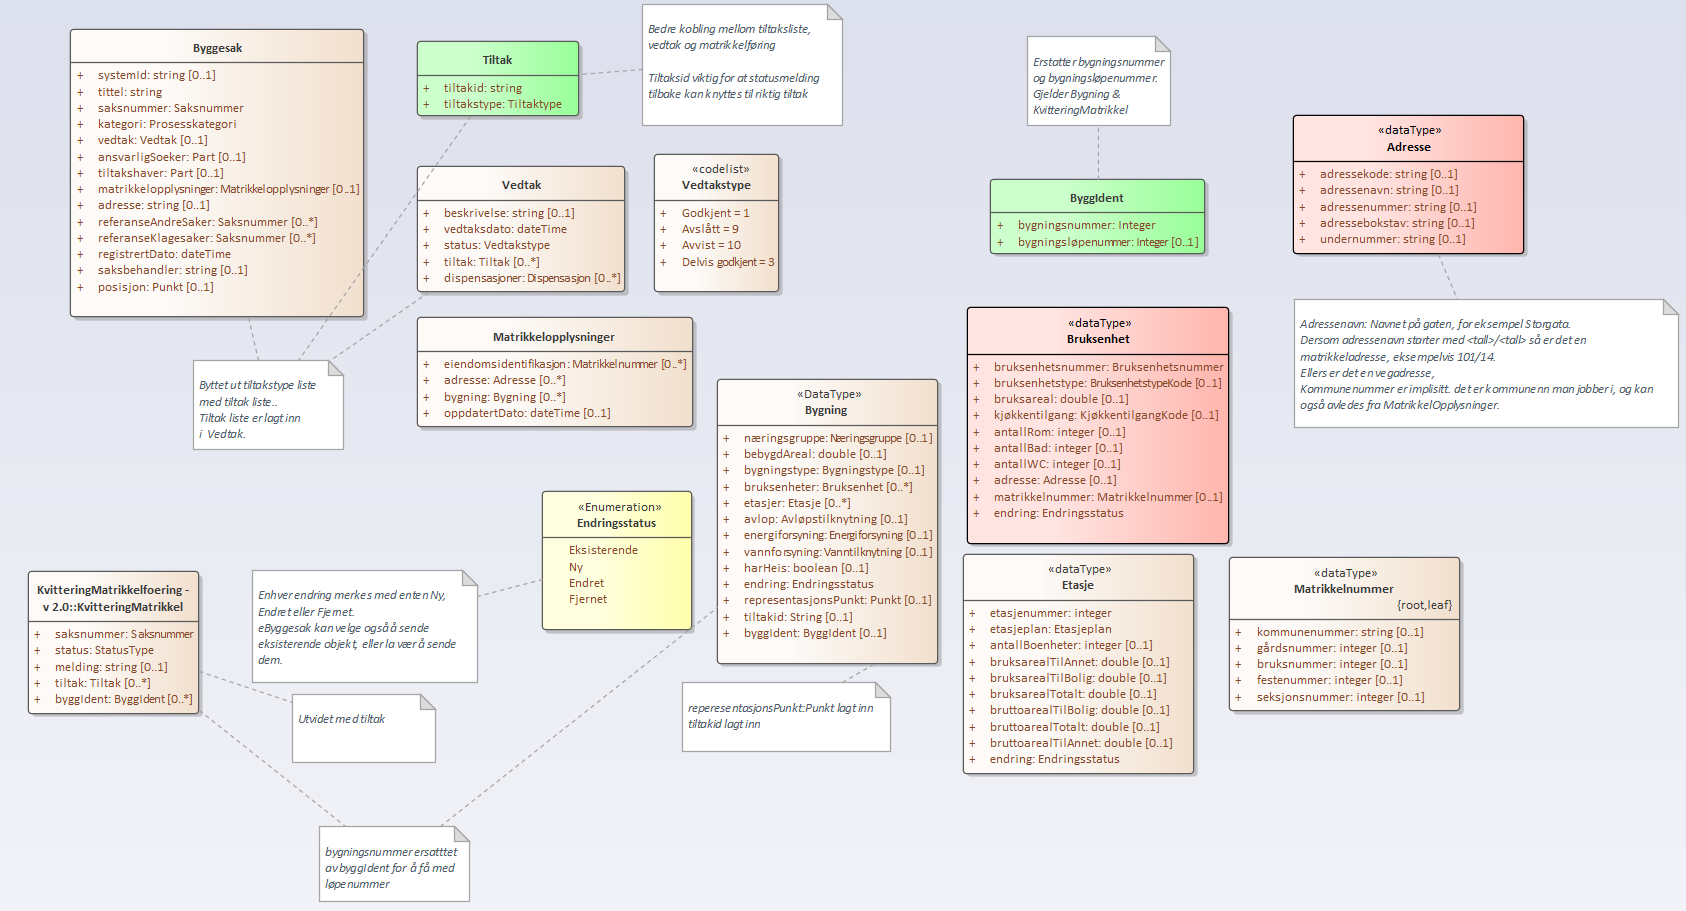 Byggesak
+ systemId: string [0..1]
+ tittel: string
+ saksnummer: Saksnummer
+ kategori: Prosesskategori
+ vedtak: Vedtak [0..1]
+ ansvarligSoeker: Part [0..1]
+ tiltakshaver: Part [0..1]
+ matrikkelopplysninger: Matrikkelopplysninger [0..1]
+ adresse: string [0..1]
+ referanseAndreSaker: Saksnummer [0..*]
+ referanseKlagesaker: Saksnummer [0..*]
+ registrertDato: dateTime
+ saksbehandler: string [0..1]
+ posisjon: Punkt [0..1]
Tiltak
+ tiltakid: string
+ tiltakstype: Tiltaktype
Bedre kobling mellom tiltaksliste,
vedtak og matrikkelføring
Tiltaksid viktig for at statusmelding
tilbake kan knyttes til riktig tiltak
Erstatter bygningsnummer
og bygningsløpenummer.
Gjelder Bygning &
KvitteringMatrikkel
«dataType»
Adresse
+ adressekode: string [0..1]
+ adressenavn: string [0..1]
+ adressenummer: string [0..1]
+ adressebokstav: string [0..1]
+ undernummer: string [0..1]
Vedtak
+ beskrivelse: string [0..1]
+ vedtaksdato: dateTime
+ status: Vedtakstype
+ tiltak: Tiltak [0..*]
+ dispensasjoner: Dispensasjon [0..*]
«codelist»
Vedtakstype
+ Godkjent = 1
+ Avslått = 9
+ Avvist = 10
+ Delvis godkjent = 3
ByggIdent
+ bygningsnummer: Integer
+ bygningsløpenummer: Integer [0..1]
Adressenavn: Navnet på gaten, for eksempel Storgata.
Dersom adressenavn starter med <tall>/<tall> så er det en
matrikkeladresse, eksempelvis 101/14.
Ellers er det en vegadresse,
Kommunenummer er implisitt. det er kommunenn man jobber i, og kan
også avledes fra MatrikkelOpplysninger.
Matrikkelopplysninger
+ eiendomsidentifikasjon: Matrikkelnummer [0..*]
+ adresse: Adresse [0..*]
+ bygning: Bygning [0..*]
+ oppdatertDato: dateTime [0..1]
Byttet ut tiltakstype liste
med tiltak liste..
Tiltak liste er lagt inn
i Vedtak.
«dataType»
Bruksenhet
+ bruksenhetsnummer: Bruksenhetsnummer
+ bruksenhetstype: BruksenhetstypeKode [0..1]
+ bruksareal: double [0..1]
+ kjøkkentilgang: KjøkkentilgangKode [0..1]
+ antallRom: integer [0..1]
+ antallBad: integer [0..1]
+ antallWC: integer [0..1]
+ adresse: Adresse [0..1]
+ matrikkelnummer: Matrikkelnummer [0..1]
+ endring: Endringsstatus
«DataType»
Bygning
+ næringsgruppe: Næringsgruppe [0..1]
+ bebygdAreal: double [0..1]
+ bygningstype: Bygningstype [0..1]
+ bruksenheter: Bruksenhet [0..*]
+ etasjer: Etasje [0..*]
+ avlop: Avløpstilknytning [0..1]
+ energiforsyning: Energiforsyning [0..1]
+ vannforsyning: Vanntilknytning [0..1]
+ harHeis: boolean [0..1]
+ endring: Endringsstatus
+ representasjonsPunkt: Punkt [0..1]
+ tiltakid: String [0..1]
+ byggIdent: ByggIdent [0..1]
«Enumeration»
Endringsstatus
Eksisterende
Ny
Endret
Fjernet
Enhver endring merkes med enten Ny,
Endret eller Fjernet.
eByggesak kan velge også å sende
eksisterende objekt, eller la vær å sende
dem.
KvitteringMatrikkelfoering -
v 2.0::KvitteringMatrikkel
+ saksnummer: Saksnummer
+ status: StatusType
+ melding: string [0..1]
+ tiltak: Tiltak [0..*]
+ byggIdent: ByggIdent [0..*]
Utvidet med tiltak
reperesentasjonsPunkt:Punkt lagt inn
tiltakid lagt inn
«dataType»
Etasje
+ etasjenummer: integer
+ etasjeplan: Etasjeplan
+ antallBoenheter: integer [0..1]
+ bruksarealTilAnnet: double [0..1]
+ bruksarealTilBolig: double [0..1]
+ bruksarealTotalt: double [0..1]
+ bruttoarealTilBolig: double [0..1]
+ bruttoarealTotalt: double [0..1]
+ bruttoarealTilAnnet: double [0..1]
+ endring: Endringsstatus
«dataType»
Matrikkelnummer
{root,leaf}
+ kommunenummer: string [0..1]
+ gårdsnummer: integer [0..1]
+ bruksnummer: integer [0..1]
+ festenummer: integer [0..1]
+ seksjonsnummer: integer [0..1]
bygningsnummer ersatttet
av byggIdent for å få med
løpenummer